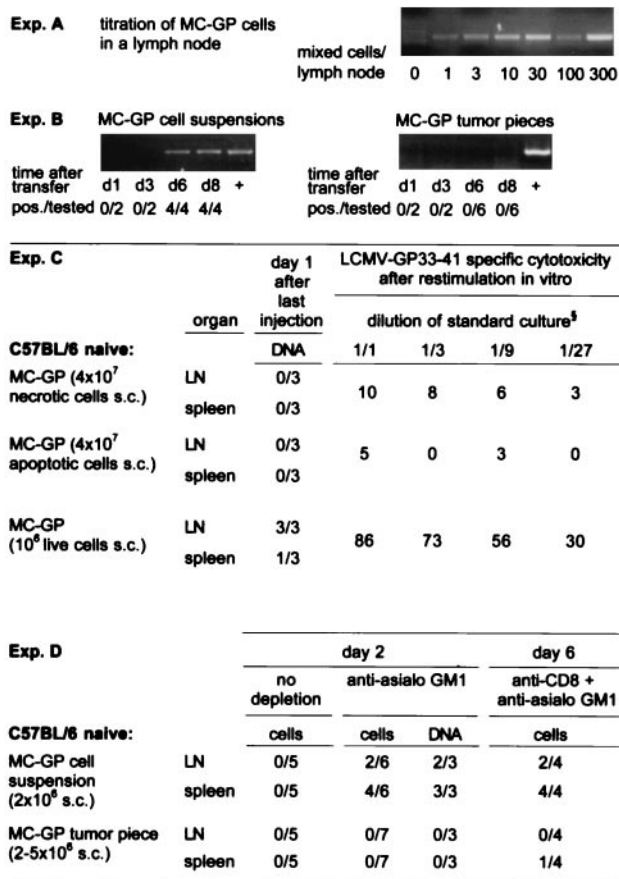 Exp. A titration of MC-GP cells
in a lymph node
mixed cells/
lymph node 0 1 3 10 30 100 300
Exp. B MC-GP cell suspensions MC-GP tumor pieces
time after
transfer d1 d3 d6 d8 +
pos./tested 0/2 0/2 4/4 4/4
time after
transfer d1 d3 d6 d8 +
pos./tested 0/2 0/2 0/6 0/6
Exp. C day 1 LCMV-GP33-41 specific cytotoxicity
after after restimulation in vitro
last
organ injection dilution of standard culture§
C57BL/6 naive: DNA 1/1 1/3 1/9 1/27
MC-GP (4x10⁷ LN 0/3
necrotic cells s.c.) 10 8 6 3
spleen 0/3
MC-GP (4x10⁷ LN 0/3
apoptotic cells s.c.) 5 0 3 0
spleen 0/3
MC-GP LN 3/3
(10⁶ live cells s.c.) 86 73 56 30
spleen 1/3
Exp. D day 2 day 6
no anti-asialo GM1 anti-CD8 +
depletion anti-asialo GM1
C57BL/6 naive: cells cells DNA cells
MC-GP cell LN 0/5 2/6 2/3 2/4
suspension
(2x10⁶ s.c.) spleen 0/5 4/6 3/3 4/4
MC-GP tumor piece LN 0/5 0/7 0/3 0/4
(2-5x10⁶ s.c.) spleen 0/5 0/7 0/3 1/4